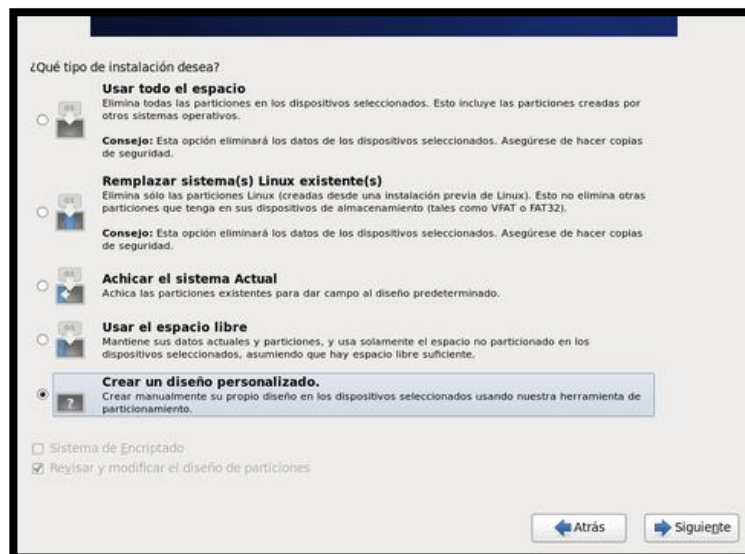 ¿Qué tipo de instalación desea?
Usar todo el espacio
Elimina todas las particiones en los dispositivos seleccionados. Esto incluye las particiones creadas por
otros sistemas operativos.
Consejo: Esta opción eliminará los datos de los dispositivos seleccionados. Asegúrese de hacer copias
de seguridad.
Remplazar sistema(s) Linux existente(s)
Elimina sólo las particiones Linux (creadas desde una instalación previa de Linux). Esto no elimina otras
particiones que tenga en sus dispositivos de almacenamiento (tales como VFAT o FAT32).
Consejo: Esta opción eliminará los datos de los dispositivos seleccionados. Asegúrese de hacer copias
de seguridad.
Achicar el sistema Actual
Achica las particiones existentes para dar campo al diseño predeterminado.
Usar el espacio libre
Mantiene sus datos actuales y particiones, y usa solamente el espacio no particionado en los
dispositivos seleccionados, asumiendo que hay espacio libre suficiente.
?
Crear un diseño personalizado.
Crear manualmente su propio diseño en los dispositivos seleccionados usando nuestra herramienta de
particionamiento.
Sistema de Encriptado
Revisar y modificar el diseño de particiones
Atrás
Siguiente